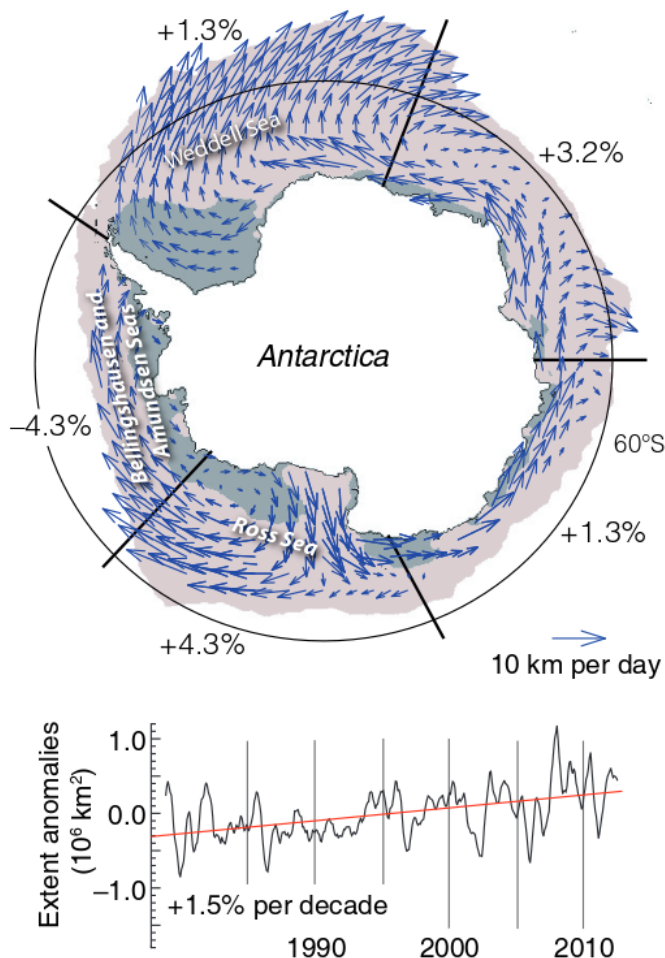 +1.3%
Weddell Sea
+3.2%
Bellingshausen and
Amundsen Seas
Antarctica
−4.3%
60°S
Ross Sea
+1.3%
+4.3%
10 km per day
Extent anomalies
(10⁶ km²)
1.0
0.0
−1.0
+1.5% per decade
1990
2000
2010